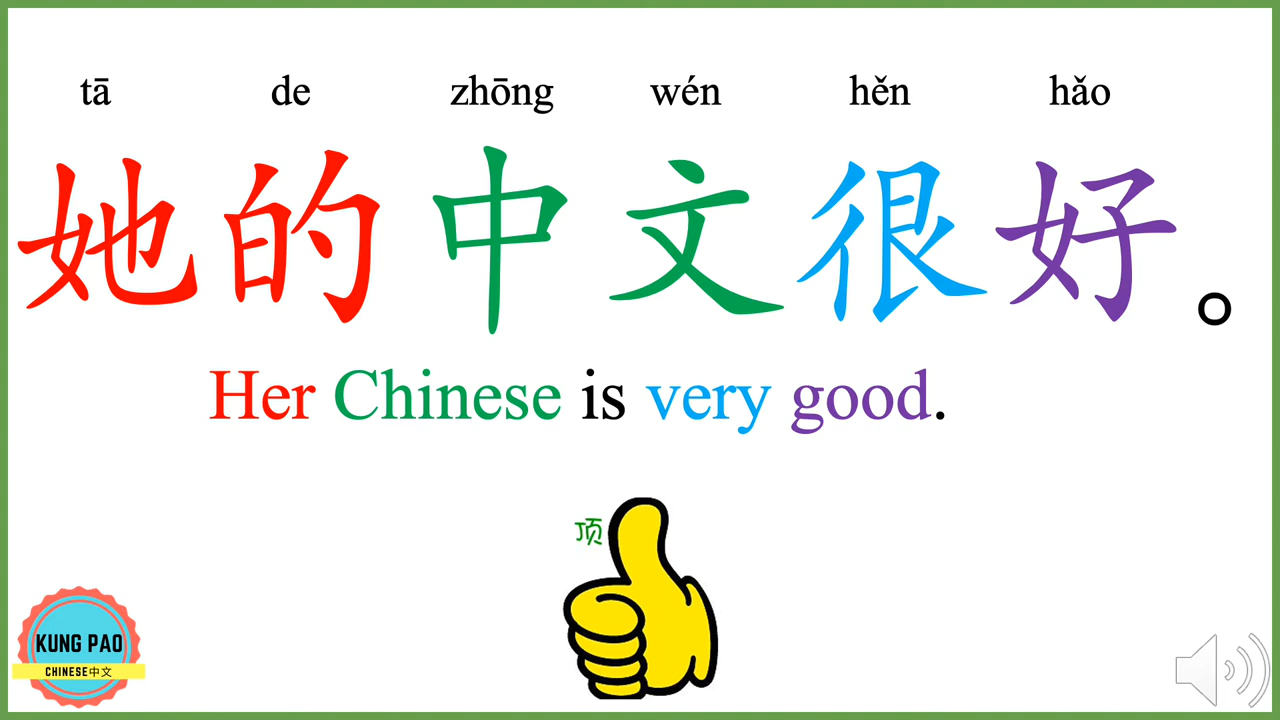 tā de zhōng wén hěn hǎo
她的中文很好。
Her Chinese is very good.
顶
KUNG PAO
CHINESE中文